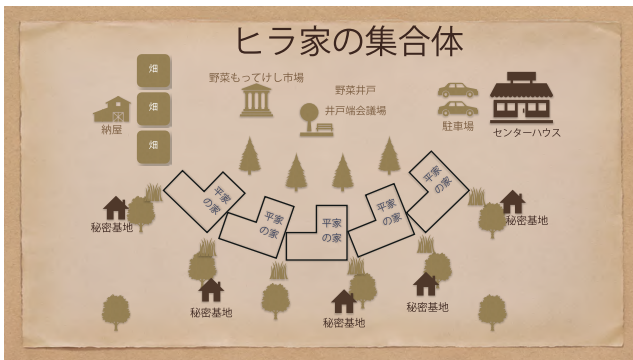 ヒラ家の集合体
畑
野菜もってけし市場
野菜井戸
井戸端会議場
畑
納屋
駐車場
センターハウス
畑
平家
の家
平家
の家
平家
の家
平家
の家
平家
の家
秘密基地
秘密基地
秘密基地
秘密基地
秘密基地